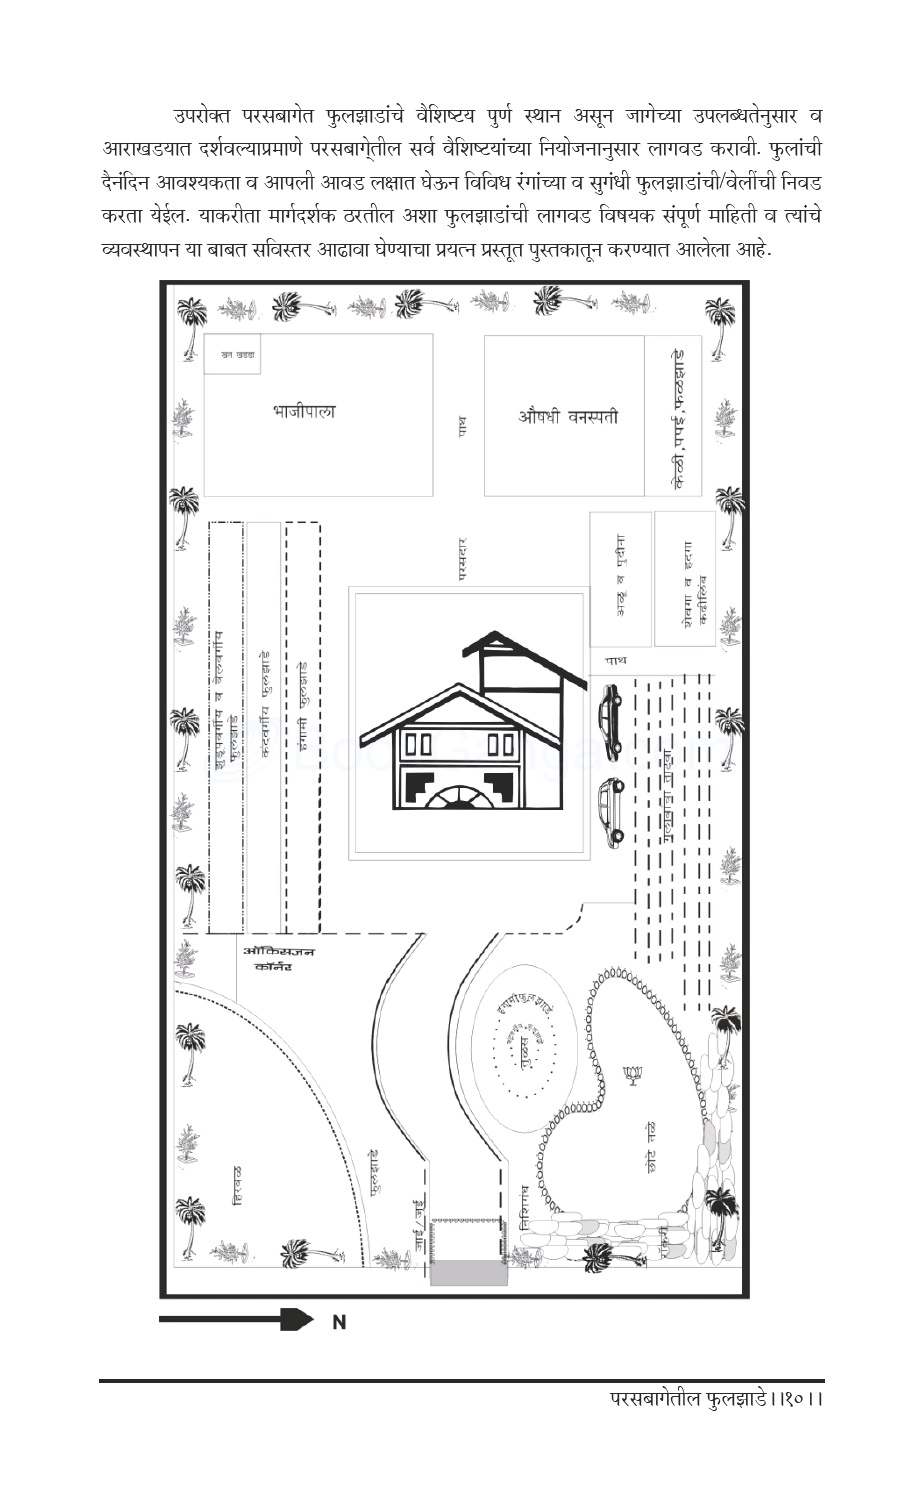 उपरोक्त परसबागेत फुलझाडांचे वैशिष्टय पुर्ण स्थान असून जागेच्या उपलब्धतेनुसार व
आराखडयात दर्शवल्याप्रमाणे परसबागे्तील सर्व वैशिष्टयांच्या नियोजनानुसार लागवड करावी. फुलांची
दैनंदिन आवश्यकता व आपली आवड लक्षात घेऊन विविध रंगांच्या व सुगंधी फुलझाडांची/वेलींची निवड
करता येईल. याकरीता मार्गदर्शक ठरतील अशा फुलझाडांची लागवड विषयक संपूर्ण माहिती व त्यांचे
व्यवस्थापन या बाबत सविस्तर आढावा घेण्याचा प्रयत्न प्रस्तूत पुस्तकातून करण्यात आलेला आहे.
खत खडडा
भाजीपाला
पाथ
औषधी वनस्पती
केळी,पपई,फळझाडे
परसदार
अळू व पुदीना
शेवगा व हदगा
कढीलिंब
पाथ
झुडूपवर्गीय व वेलवर्गीय
फुलझाडे
कंदवर्गीय फुलझाडे
हंगामी फुलझाडे
गुलाबाचा ताटवा
ऑक्सिजन
कॉर्नर
हंगामी फुलझाडे
तुळस
हिरवळ
फुलझाडे
जाई/जुई
निशिगंध
छोटे तळे
N
परसबागेतील फुलझाडे।।१०।।